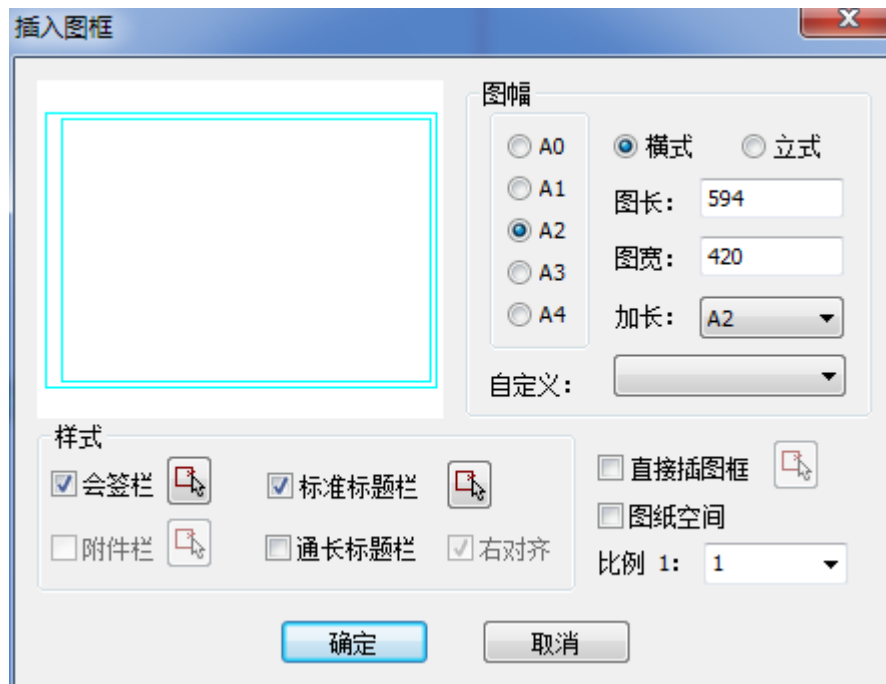 插入图框
图幅
A0
横式
立式
A1
图长: 594
A2
图宽: 420
A3
A4
加长: A2
自定义:
样式
会签栏
标准标题栏
直接插图框
图纸空间
附件栏
通长标题栏
右对齐
比例 1: 1
确定
取消